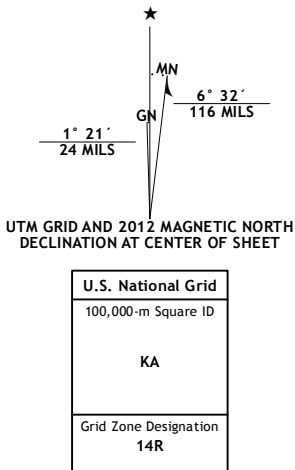 MN
GN
6° 32´
116 MILS
1° 21´
24 MILS
UTM GRID AND 2012 MAGNETIC NORTH
DECLINATION AT CENTER OF SHEET
U.S. National Grid
100,000-m Square ID
KA
Grid Zone Designation
14R